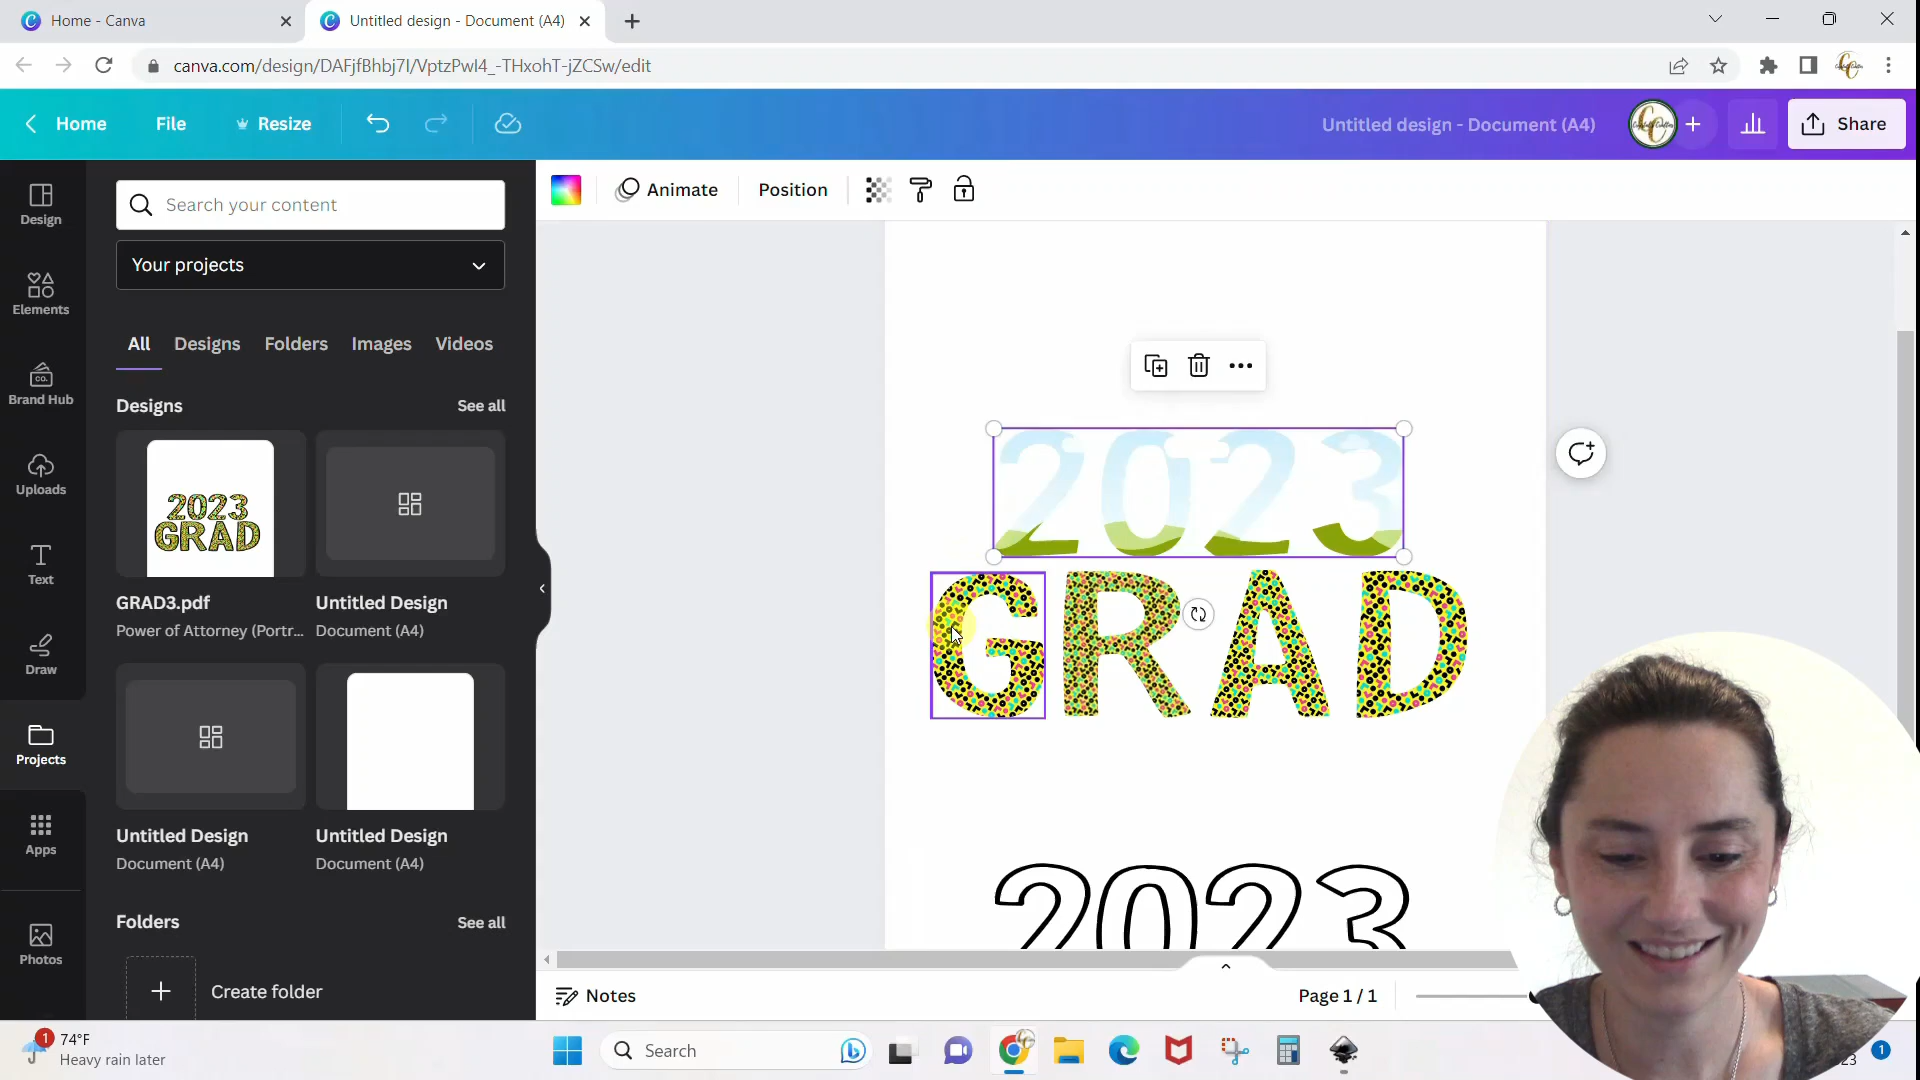 Home - Canva
Untitled design - Document (A4)
canva.com/design/DAFjfBhbj7I/VptzPwI4_-THxohT-jZCSw/edit
Home
File
Resize
Untitled design - Document (A4)
Share
Search your content
Animate
Position
Design
Your projects
Elements
All Designs Folders Images Videos
Brand Hub
Designs
See all
Uploads
2023
GRAD
2023
GRAD
Text
GRAD3.pdf
Power of Attorney (Portr...
Untitled Design
Document (A4)
Draw
Projects
Untitled Design
Document (A4)
Untitled Design
Document (A4)
Apps
2023
Folders
See all
Photos
Create folder
Notes
Page 1 / 1
1
74°F
Heavy rain later
Search
1